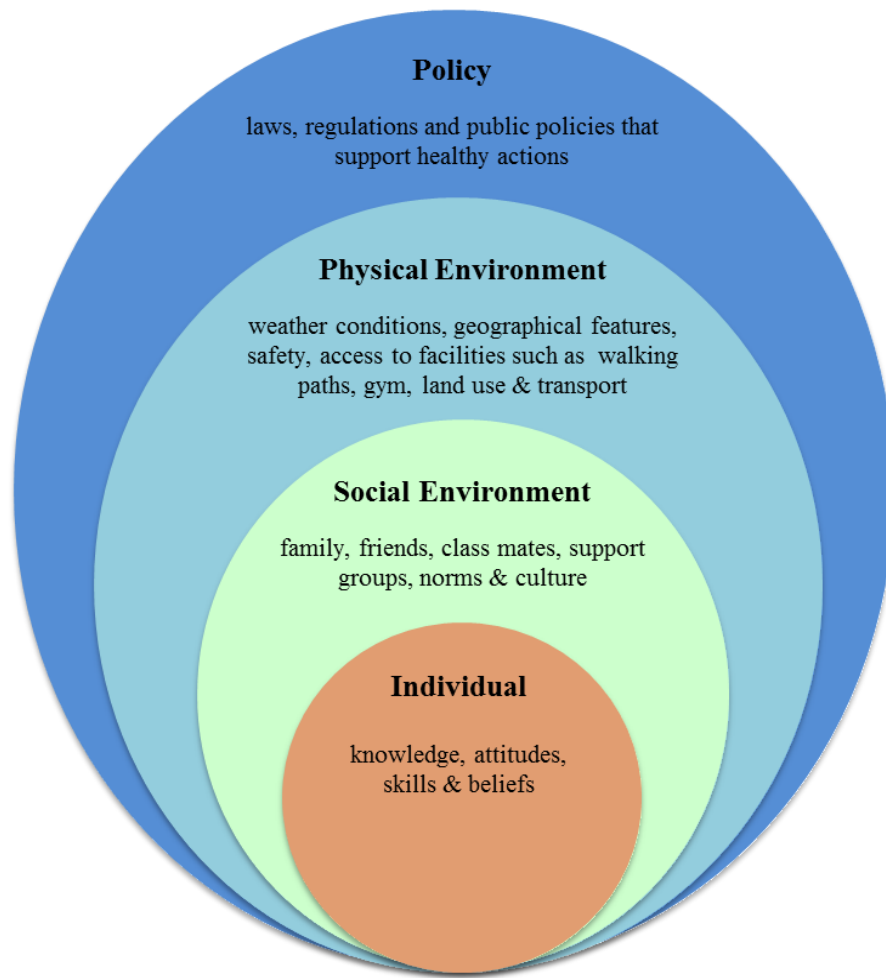 Policy
laws, regulations and public policies that
support healthy actions
Physical Environment
weather conditions, geographical features,
safety, access to facilities such as walking
paths, gym, land use & transport
Social Environment
family, friends, class mates, support
groups, norms & culture
Individual
knowledge, attitudes,
skills & beliefs